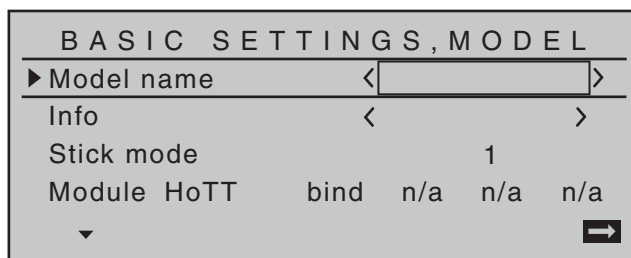 BASIC SETTINGS,MODEL
Model name < >
Info < >
Stick mode 1
Module HoTT bind n/a n/a n/a